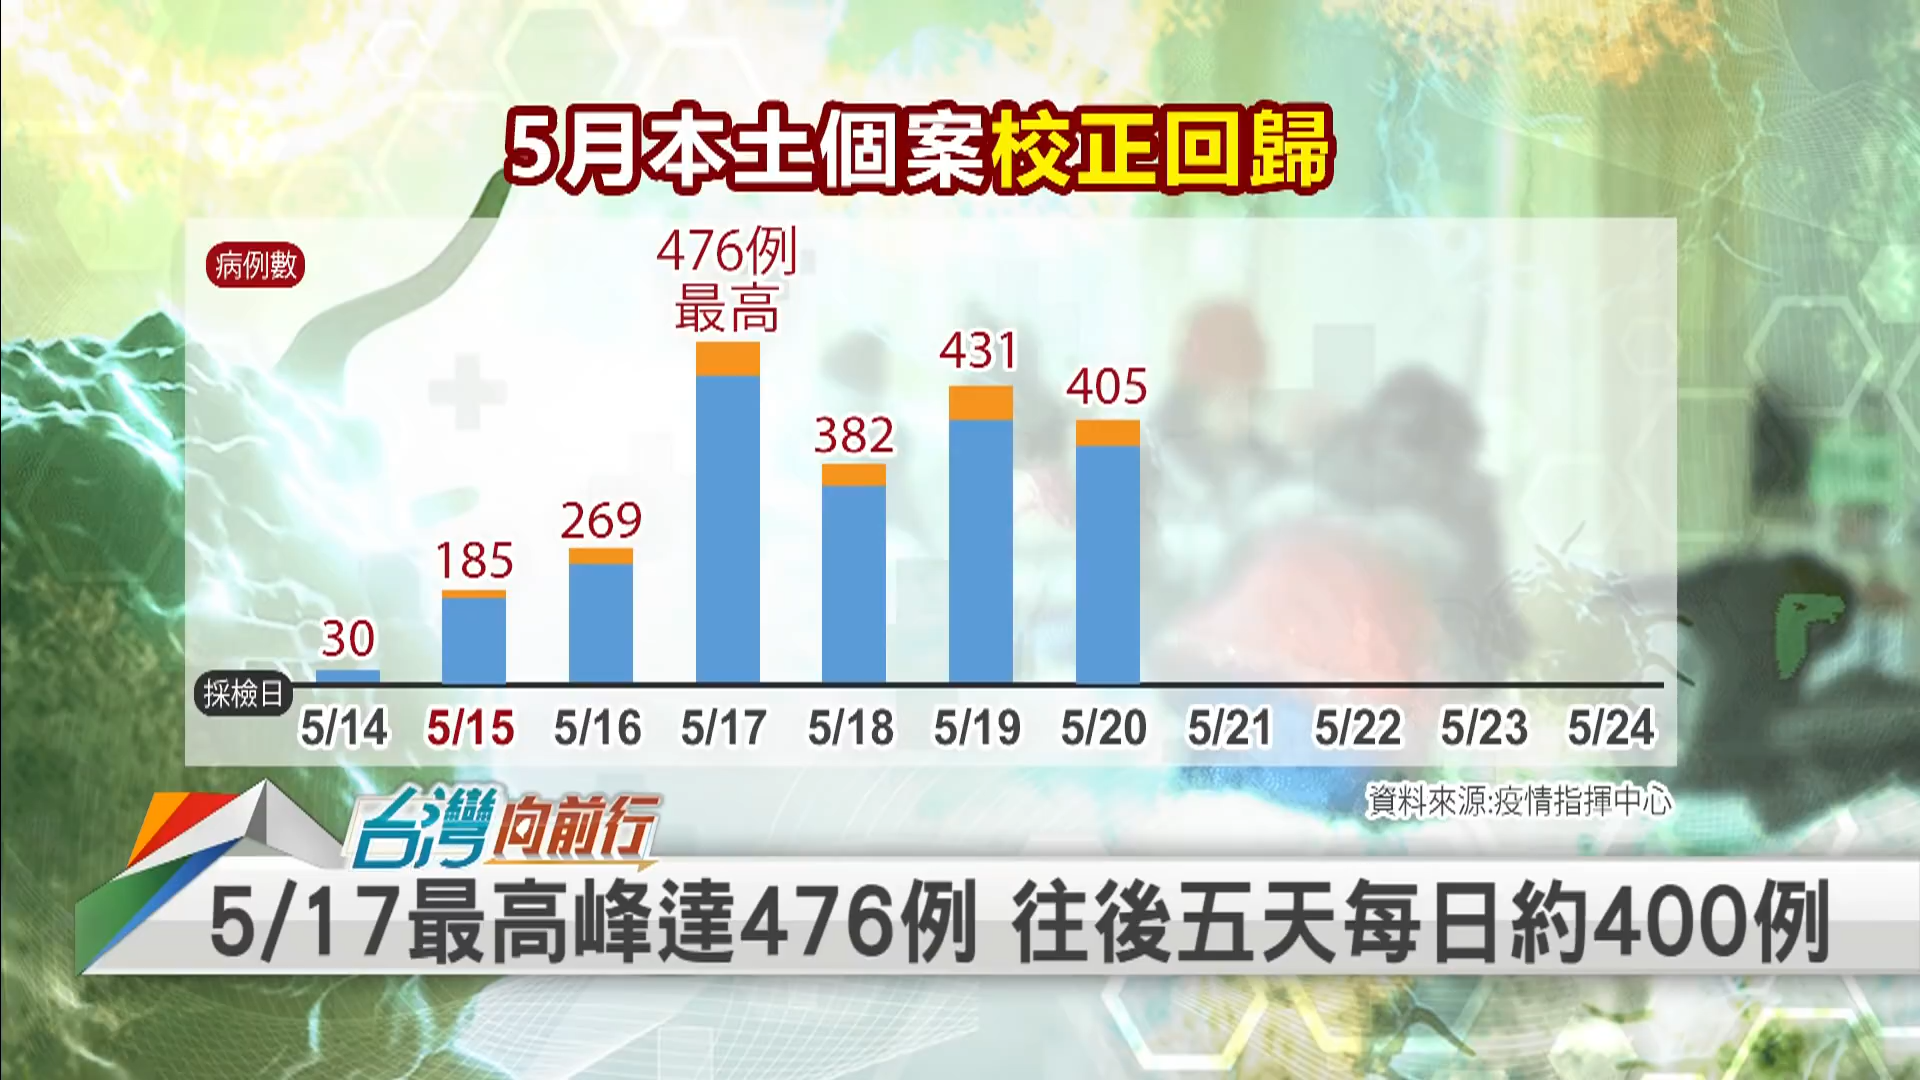 5月本土個案校正回歸
病例數
476例
最高
431
405
382
269
185
30
採檢日
5/14 5/15 5/16 5/17 5/18 5/19 5/20 5/21 5/22 5/23 5/24
資料來源:疫情指揮中心
台灣向前行
5/17最高峰達476例 往後五天每日約400例